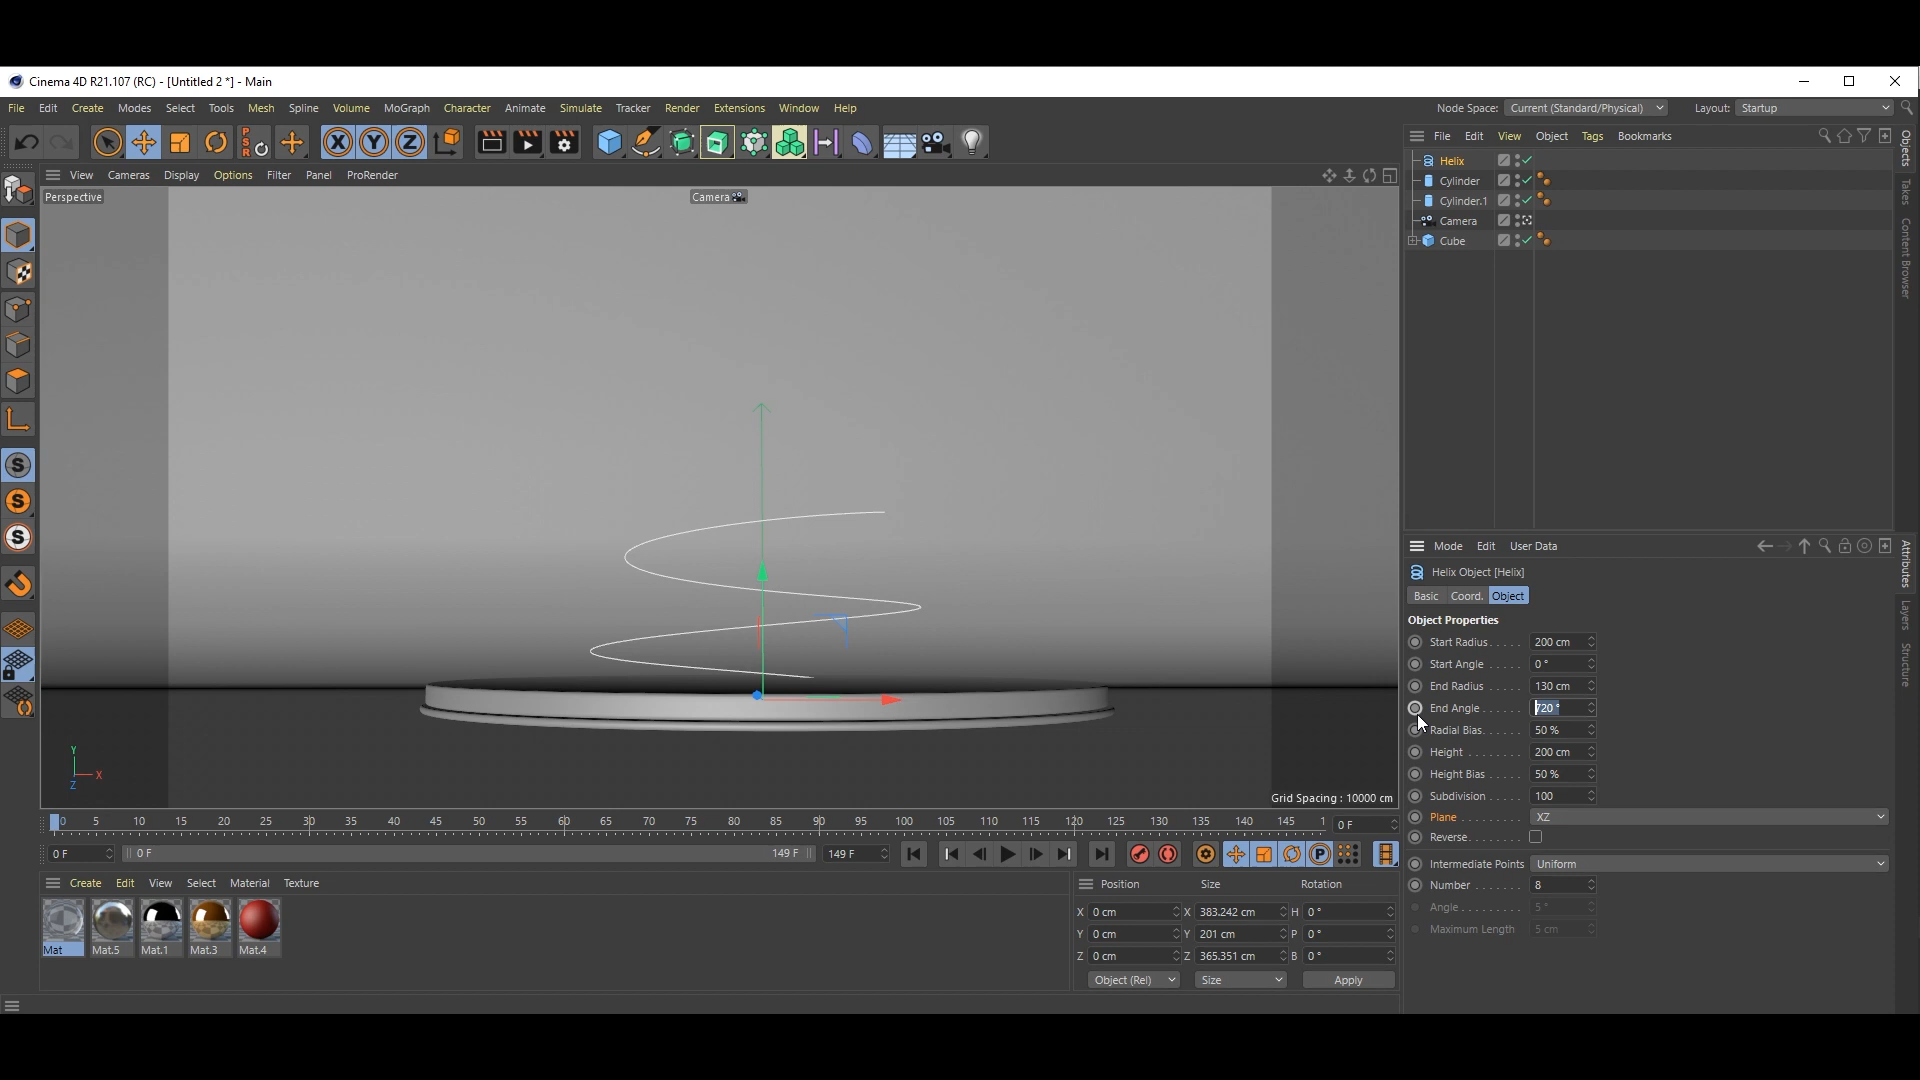 Cinema 4D R21.107 (RC) - [Untitled 2 *] - Main
File Edit Create Modes Select Tools Mesh Spline Volume MoGraph Character Animate Simulate Tracker Render Extensions Window Help Node Space: Current (Standard/Physical) Layout: Startup
X Y Z
PSR
File Edit View Object Tags Bookmarks
View Cameras Display Options Filter Panel ProRender
Perspective
Camera
Helix
Cylinder
Cylinder.1
Camera
Cube
Objects
Takes
Content Browser
Mode Edit User Data
Helix Object [Helix]
Basic Coord. Object
Object Properties
Start Radius 200 cm
Start Angle 0 °
End Radius 130 cm
End Angle 720 °
Radial Bias 50 %
Height 200 cm
Height Bias 50 %
Subdivision 100
Plane XZ
Reverse
Intermediate Points Uniform
Number 8
Angle 5 °
Maximum Length 5 cm
Attributes
Layers
Structure
S
S
S
Y
X
Z
Grid Spacing : 10000 cm
0 5 10 15 20 25 30 35 40 45 50 55 60 65 70 75 80 85 90 95 100 105 110 115 120 125 130 135 140 145 1 0 F
0 F 0 F 149 F 149 F P
Create Edit View Select Material Texture
Mat Mat.5 Mat.1 Mat.3 Mat.4
Position Size Rotation
X 0 cm X 383.242 cm H 0 °
Y 0 cm Y 201 cm P 0 °
Z 0 cm Z 365.351 cm B 0 °
Object (Rel) Size Apply